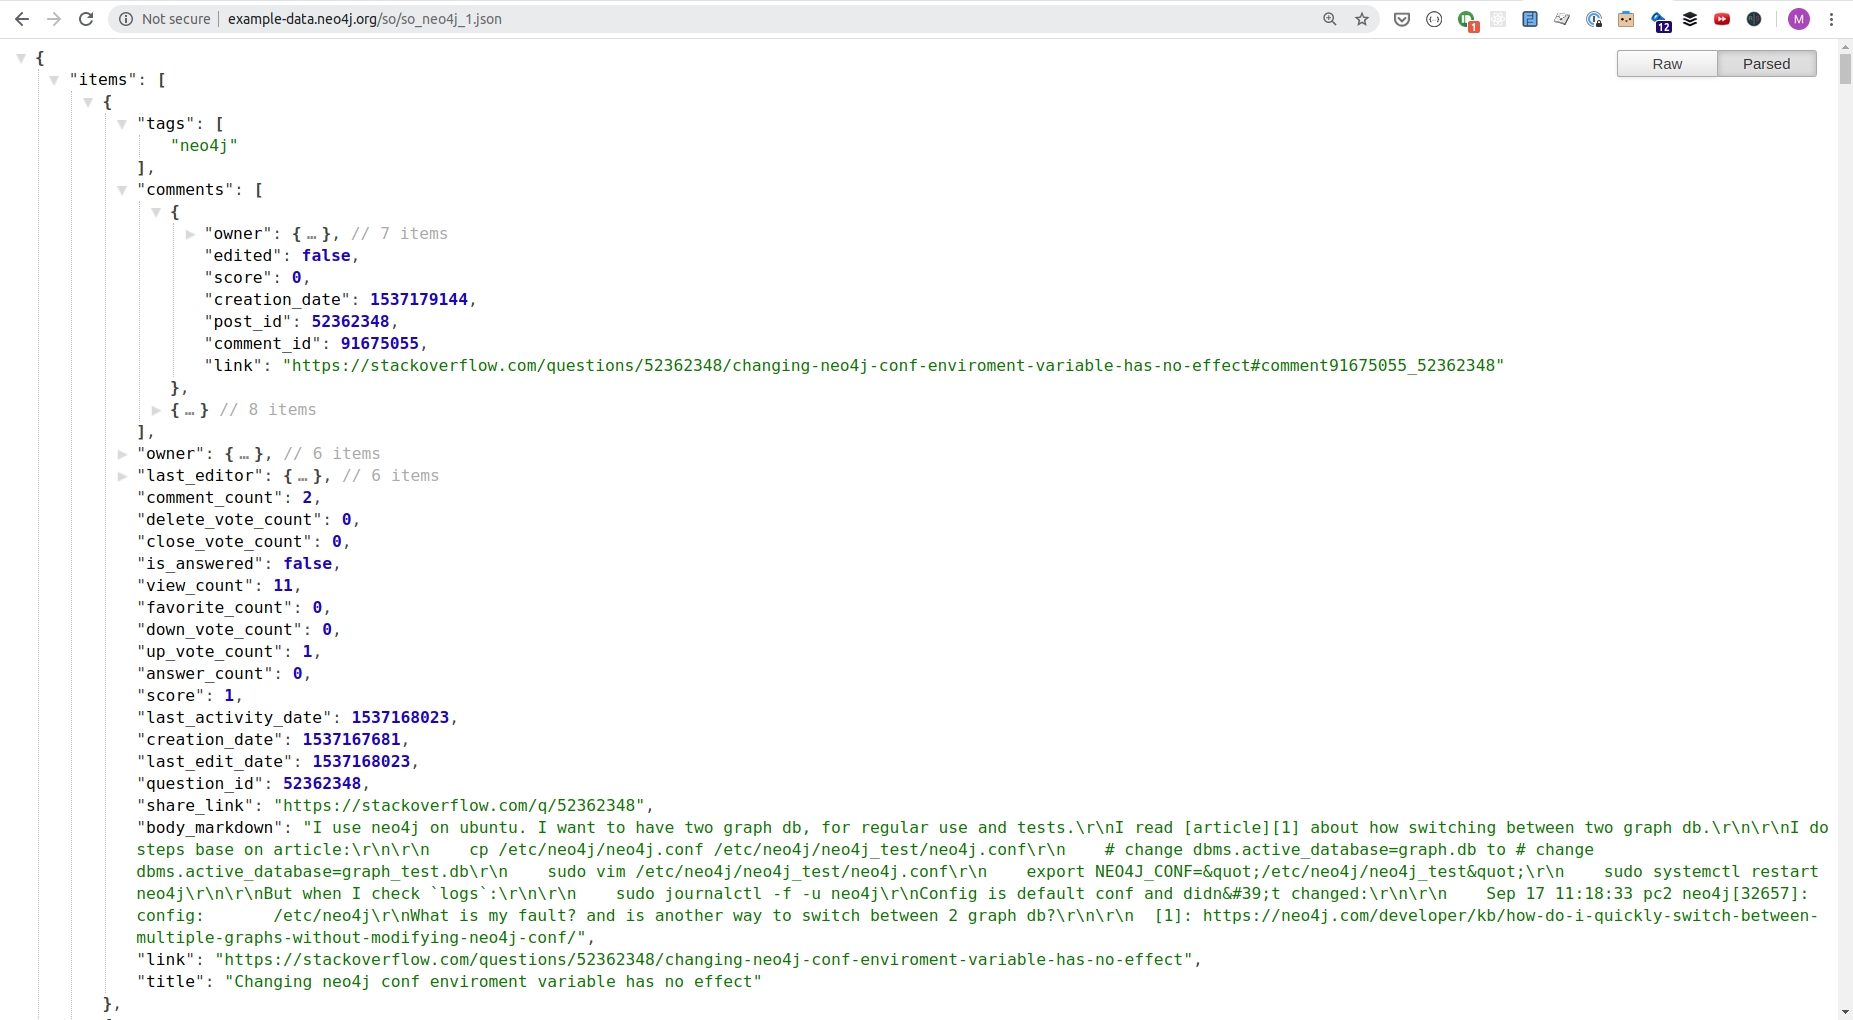 Not secure | example-data.neo4j.org/so/so_neo4j_1.json
1
12
M
Raw Parsed
{
"items": [
{
"tags": [
"neo4j"
],
"comments": [
{
"owner": {…}, // 7 items
"edited": false,
"score": 0,
"creation_date": 1537179144,
"post_id": 52362348,
"comment_id": 91675055,
"link": "https://stackoverflow.com/questions/52362348/changing-neo4j-conf-enviroment-variable-has-no-effect#comment91675055_52362348"
},
{…} // 8 items
],
"owner": {…}, // 6 items
"last_editor": {…}, // 6 items
"comment_count": 2,
"delete_vote_count": 0,
"close_vote_count": 0,
"is_answered": false,
"view_count": 11,
"favorite_count": 0,
"down_vote_count": 0,
"up_vote_count": 1,
"answer_count": 0,
"score": 1,
"last_activity_date": 1537168023,
"creation_date": 1537167681,
"last_edit_date": 1537168023,
"question_id": 52362348,
"share_link": "https://stackoverflow.com/q/52362348",
"body_markdown": "I use neo4j on ubuntu. I want to have two graph db, for regular use and tests.\r\nI read [article][1] about how switching between two graph db.\r\n\r\nI do
steps base on article:\r\n\r\n    cp /etc/neo4j/neo4j.conf /etc/neo4j/neo4j_test/neo4j.conf\r\n    # change dbms.active_database=graph.db to # change
dbms.active_database=graph_test.db\r\n    sudo vim /etc/neo4j/neo4j_test/neo4j.conf\r\n    export NEO4J_CONF=&quot;/etc/neo4j/neo4j_test&quot;\r\n    sudo systemctl restart
neo4j\r\n\r\nBut when I check `logs`:\r\n\r\n    sudo journalctl -f -u neo4j\r\nConfig is default conf and didn&#39;t changed:\r\n\r\n    Sep 17 11:18:33 pc2 neo4j[32657]:
config:       /etc/neo4j\r\nWhat is my fault? and is another way to switch between 2 graph db?\r\n\r\n  [1]: https://neo4j.com/developer/kb/how-do-i-quickly-switch-between-
multiple-graphs-without-modifying-neo4j-conf/",
"link": "https://stackoverflow.com/questions/52362348/changing-neo4j-conf-enviroment-variable-has-no-effect",
"title": "Changing neo4j conf enviroment variable has no effect"
},